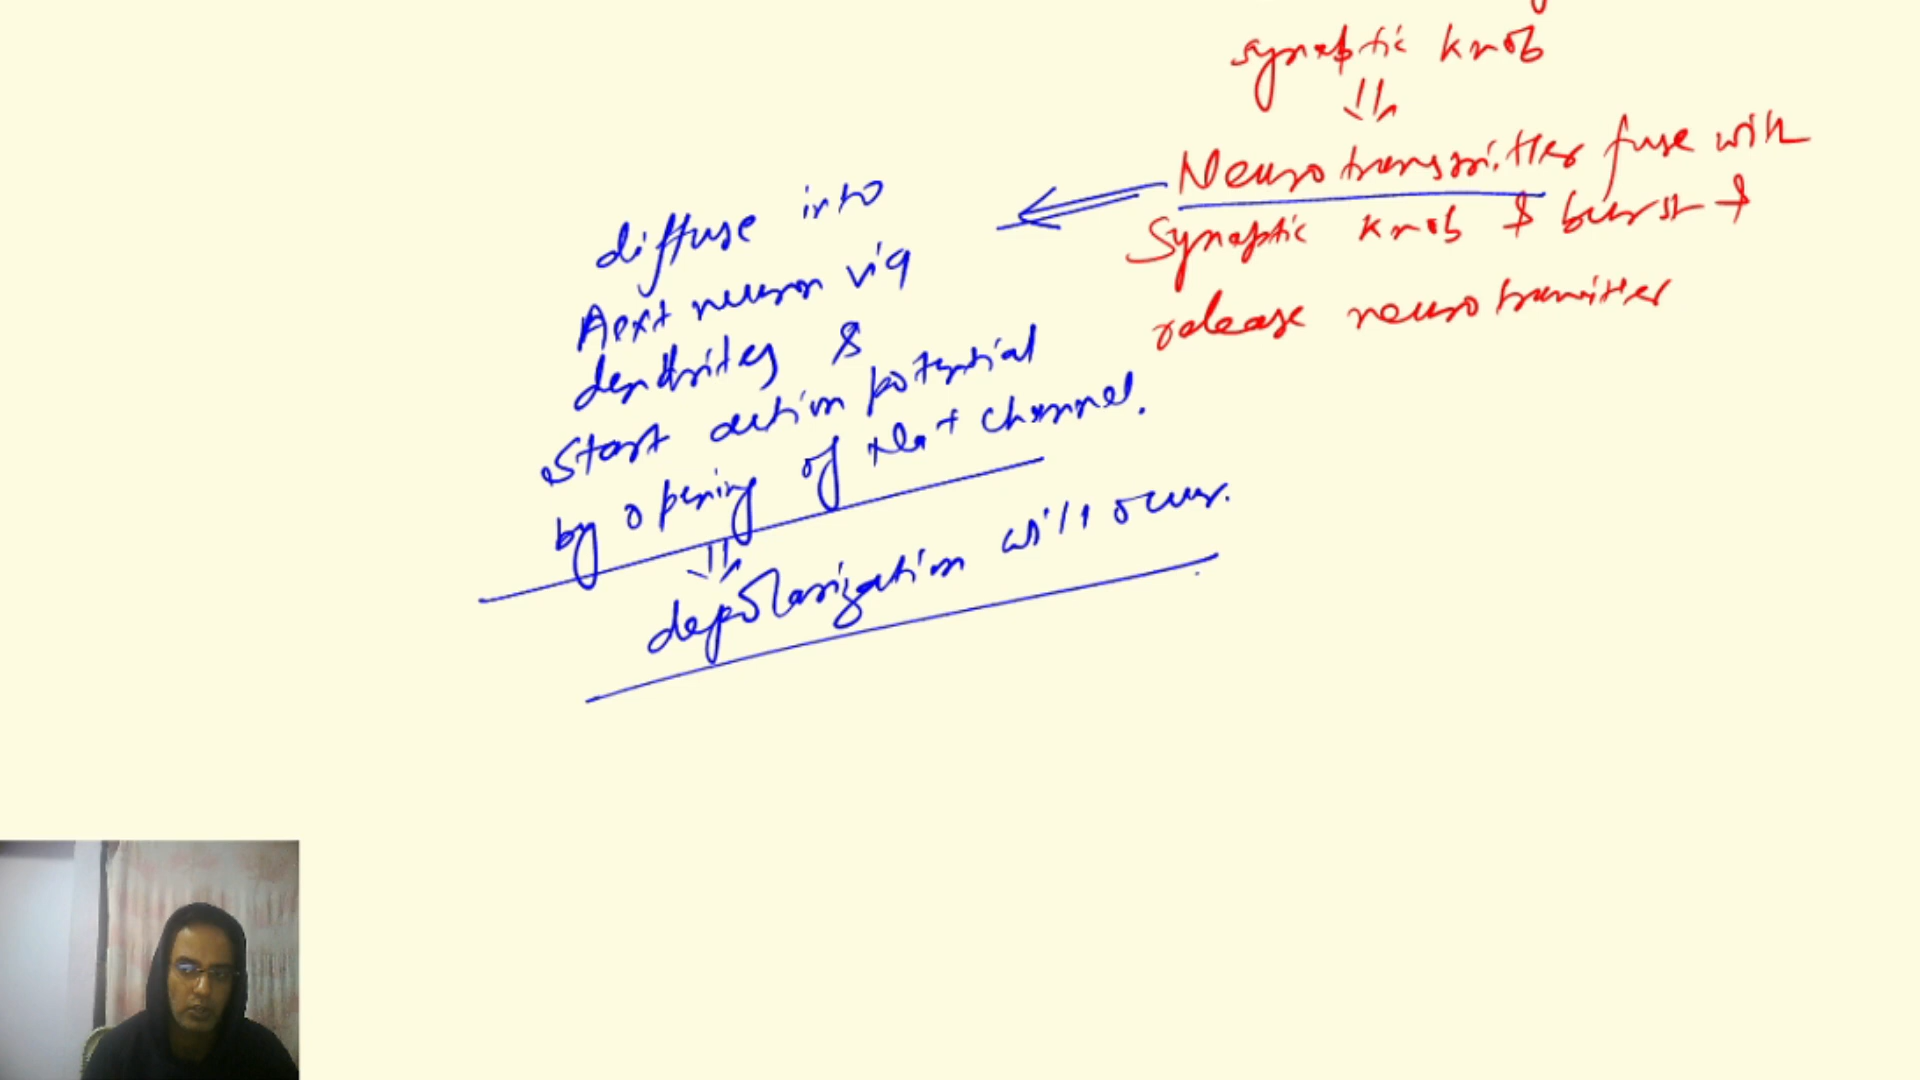 synaptic knob
Neurotransmitter fuse with
Synaptic knob & burst &
release neurotransmitter
diffuse into
Next neuron via
dendrites &
start action potential
by opening of Na+ channel.
depolarization will occur.